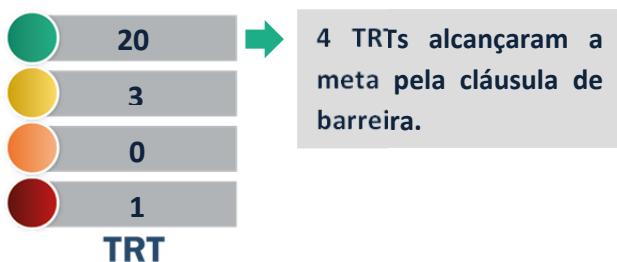 20
4 TRTs alcançaram a
meta pela cláusula de
barreira.
3
0
1
TRT